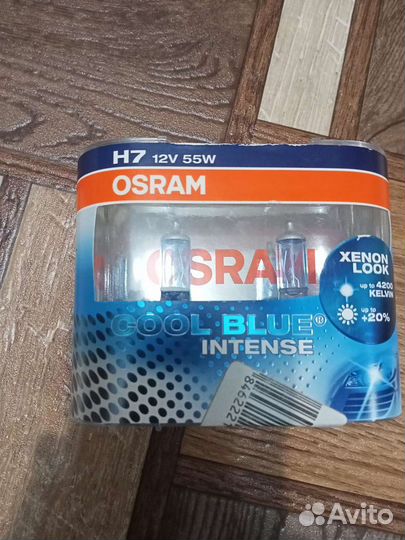 H7 12V 55W
OSRAM
OSRAM
XENON
LOOK
up to 4200
KELVIN
up to
+20%
COOL BLUE®
INTENSE
Avito